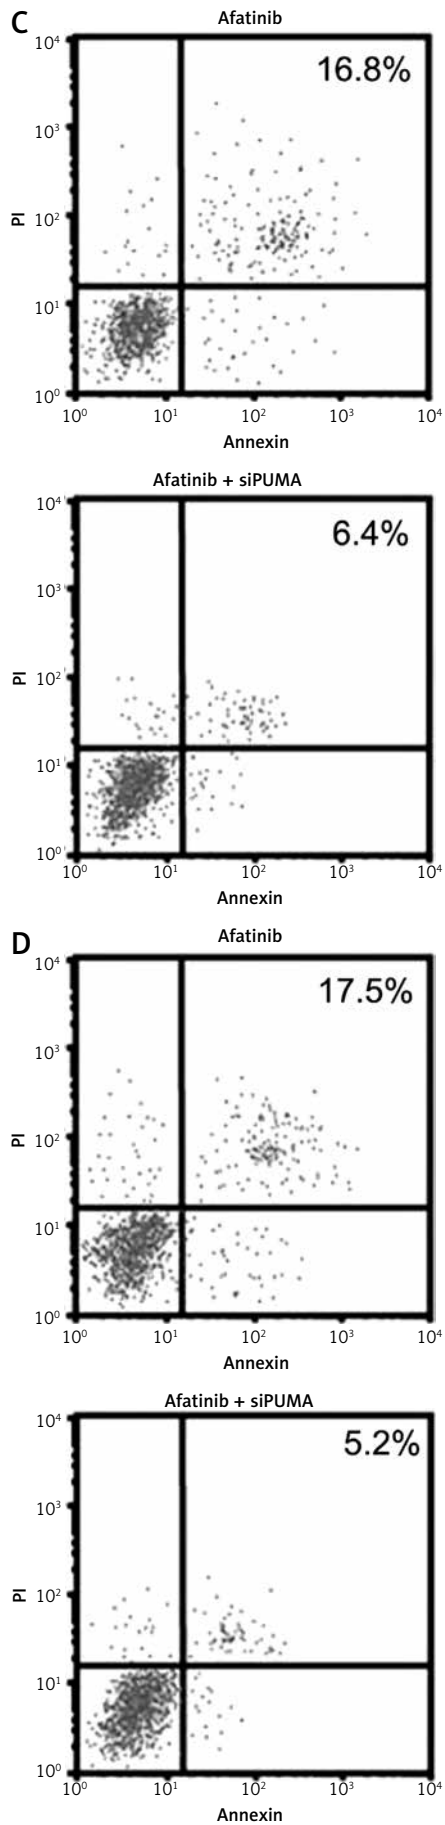 C
Afatinib
10⁴
16.8%
10³
PI
10²
10¹
10⁰
10⁰ 10¹ 10² 10³ 10⁴
Annexin
Afatinib + siPUMA
10⁴
6.4%
10³
PI
10²
10¹
10⁰
10⁰ 10¹ 10² 10³ 10⁴
Annexin
D
Afatinib
10⁴
17.5%
10³
PI
10²
10¹
10⁰
10⁰ 10¹ 10² 10³ 10⁴
Annexin
Afatinib + siPUMA
10⁴
5.2%
10³
PI
10²
10¹
10⁰
10⁰ 10¹ 10² 10³ 10⁴
Annexin